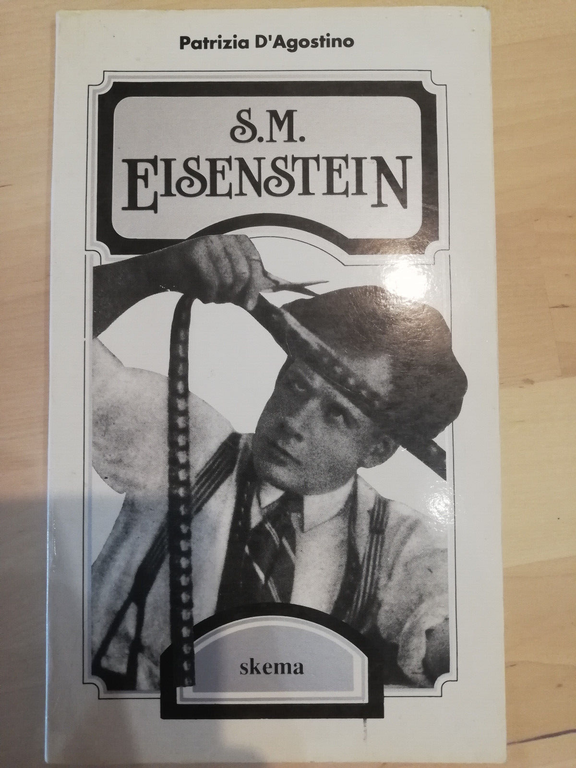 Patrizia D'Agostino
S.M.
EISENSTEIN
skema